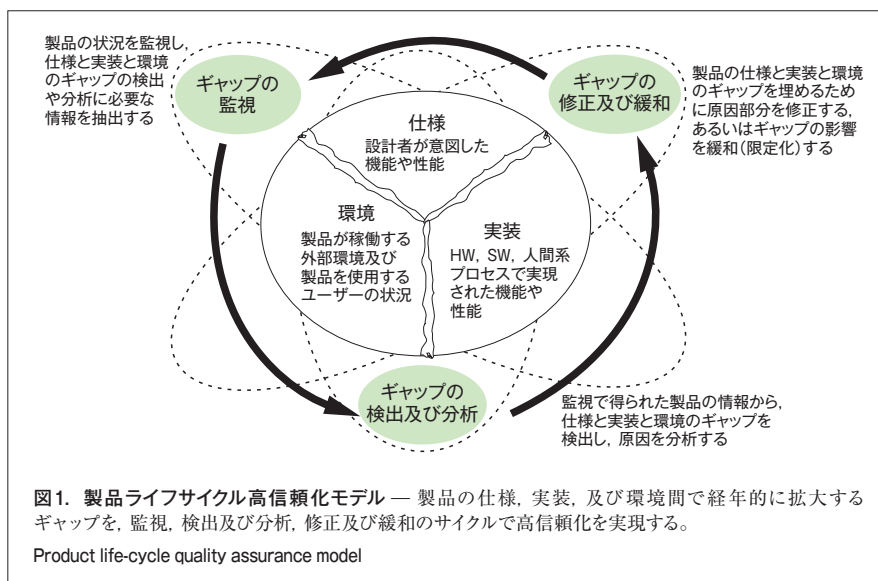 製品の状況を監視し,
仕様と実装と環境
のギャップの検出
や分析に必要な
情報を抽出する
ギャップの
監視
ギャップの
修正及び緩和
製品の仕様と実装と環境
のギャップを埋めるため
に原因部分を修正する,
あるいはギャップの影響
を緩和(限定化)する
仕様
設計者が意図した
機能や性能
環境
製品が稼働する
外部環境及び
製品を使用する
ユーザーの状況
実装
HW, SW, 人間系
プロセスで実現
された機能や
性能
ギャップの
検出及び分析
監視で得られた製品の情報から,
仕様と実装と環境のギャップを
検出し, 原因を分析する
図1. 製品ライフサイクル高信頼化モデル — 製品の仕様, 実装, 及び環境間で経年的に拡大する
ギャップを, 監視, 検出及び分析, 修正及び緩和のサイクルで高信頼化を実現する。
Product life-cycle quality assurance model